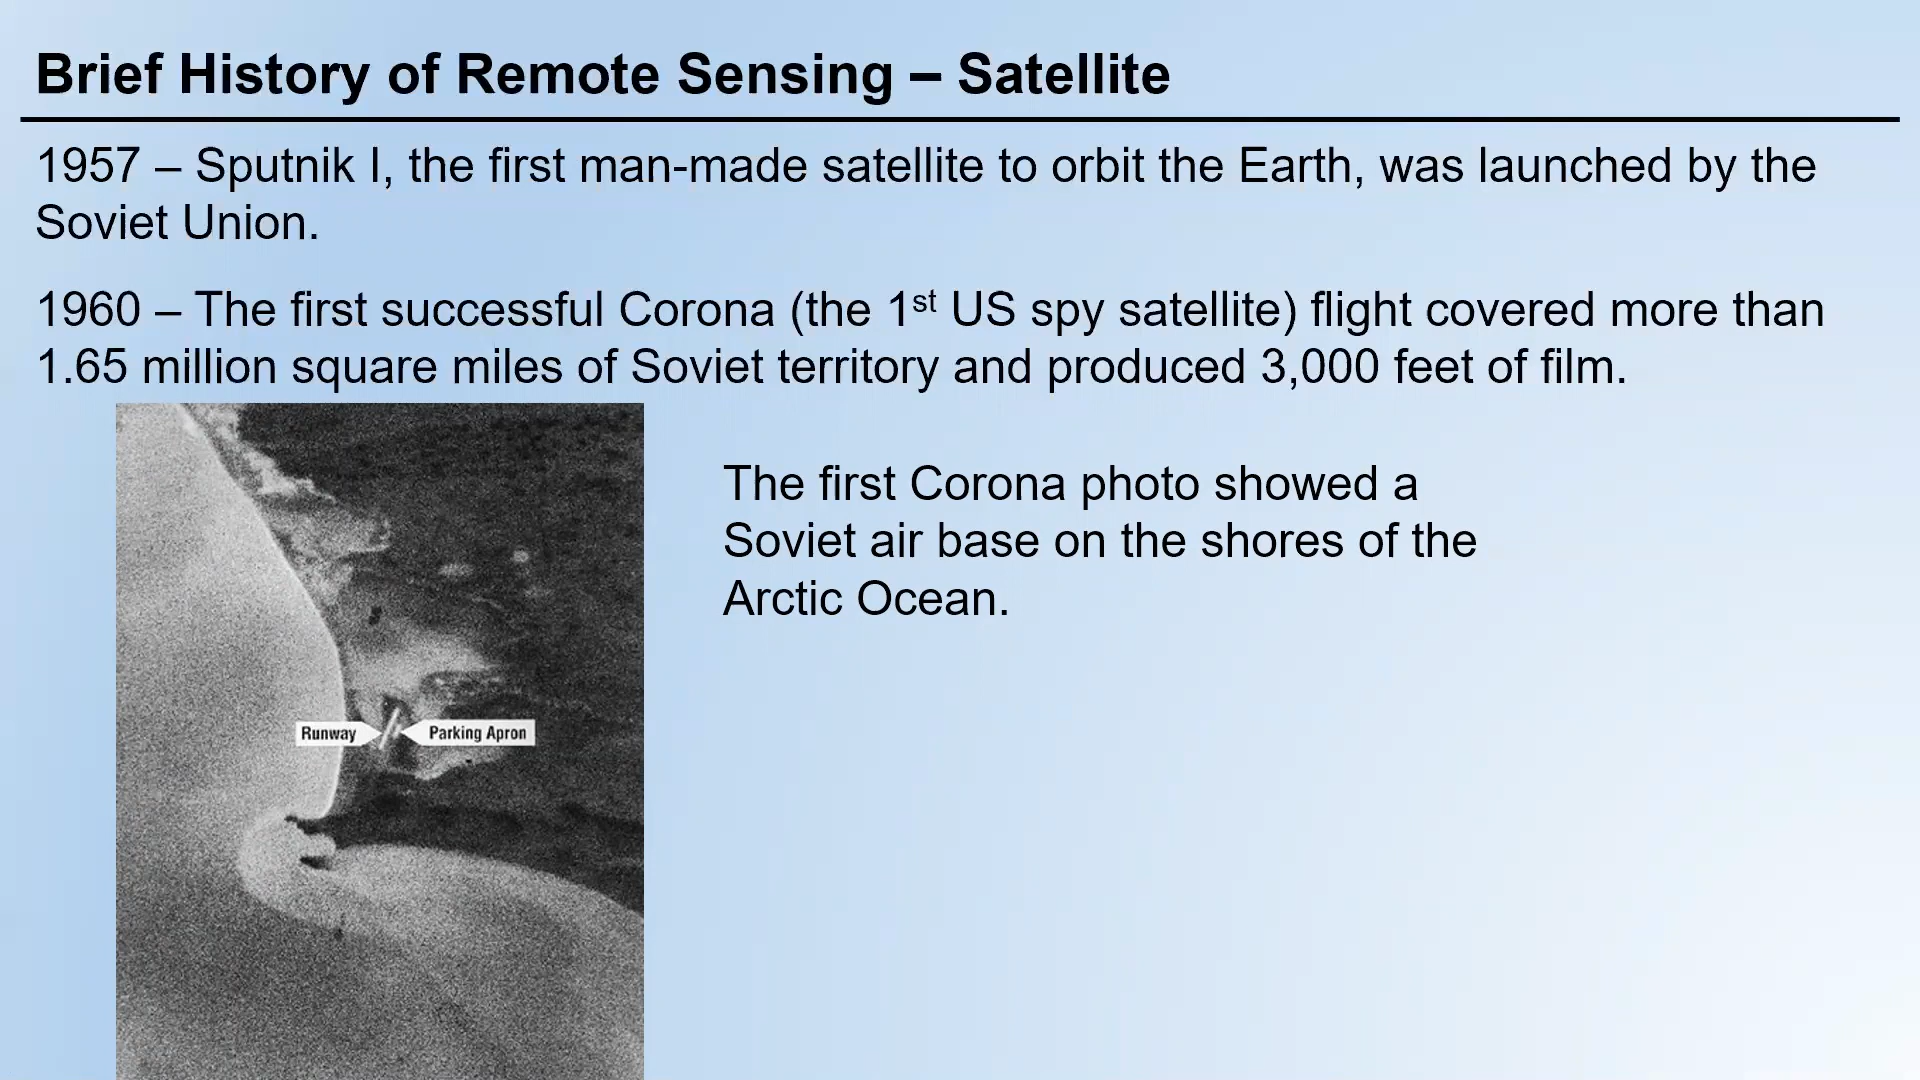 Brief History of Remote Sensing – Satellite
1957 – Sputnik I, the first man-made satellite to orbit the Earth, was launched by the
Soviet Union.
1960 – The first successful Corona (the 1st US spy satellite) flight covered more than
1.65 million square miles of Soviet territory and produced 3,000 feet of film.
The first Corona photo showed a
Soviet air base on the shores of the
Arctic Ocean.
Runway
Parking Apron